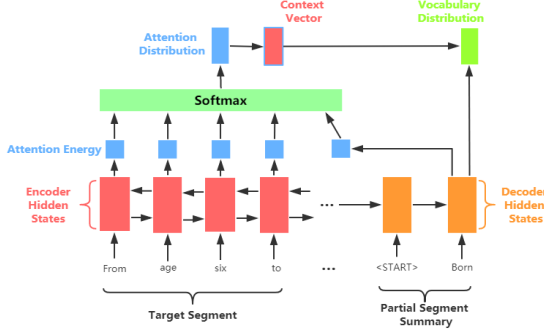 Context
Vector
Vocabulary
Distribution
Attention
Distribution
Softmax
Attention Energy
Encoder
Hidden
States
...
Decoder
Hidden
States
From
age
six
to
...
<START>
Born
Target Segment
Partial Segment
Summary